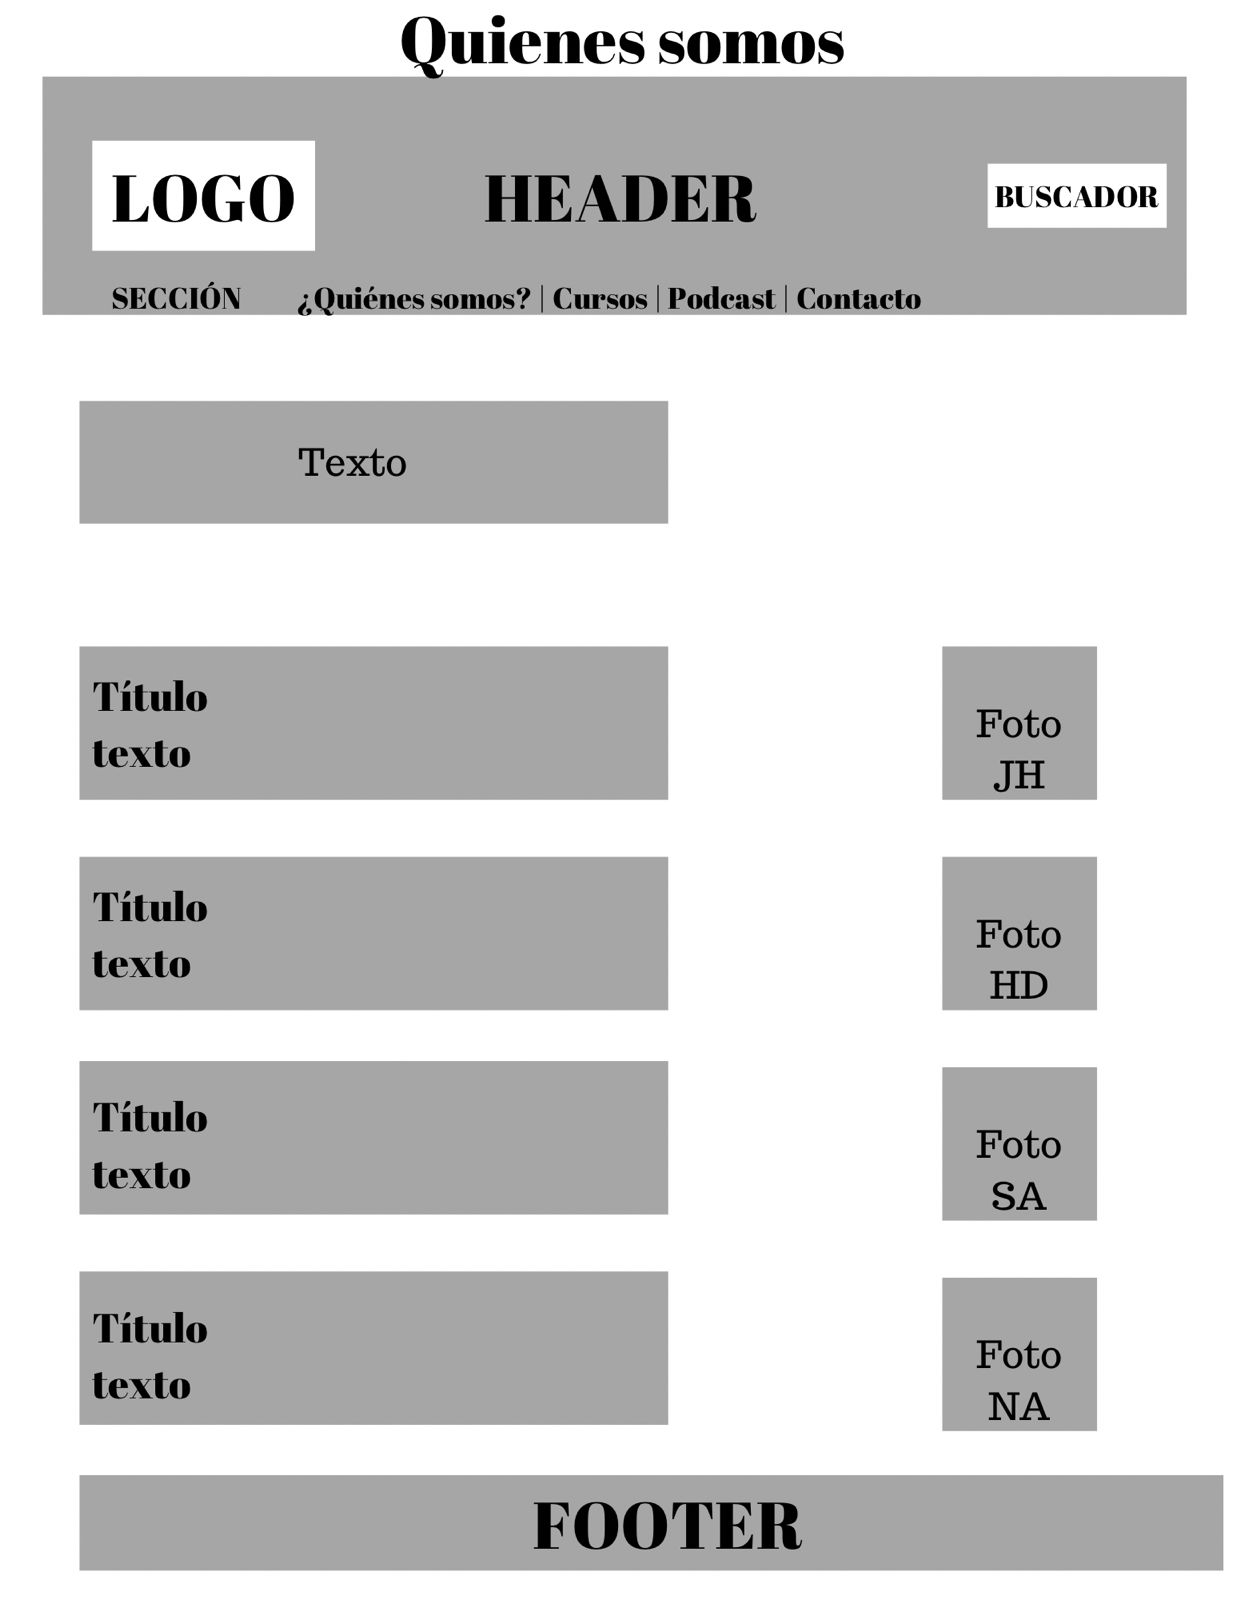 Quienes somos
LOGO
HEADER
BUSCADOR
SECCIÓN ¿Quiénes somos? | Cursos | Podcast | Contacto
Texto
Título
texto
Foto
JH
Título
texto
Foto
HD
Título
texto
Foto
SA
Título
texto
Foto
NA
FOOTER